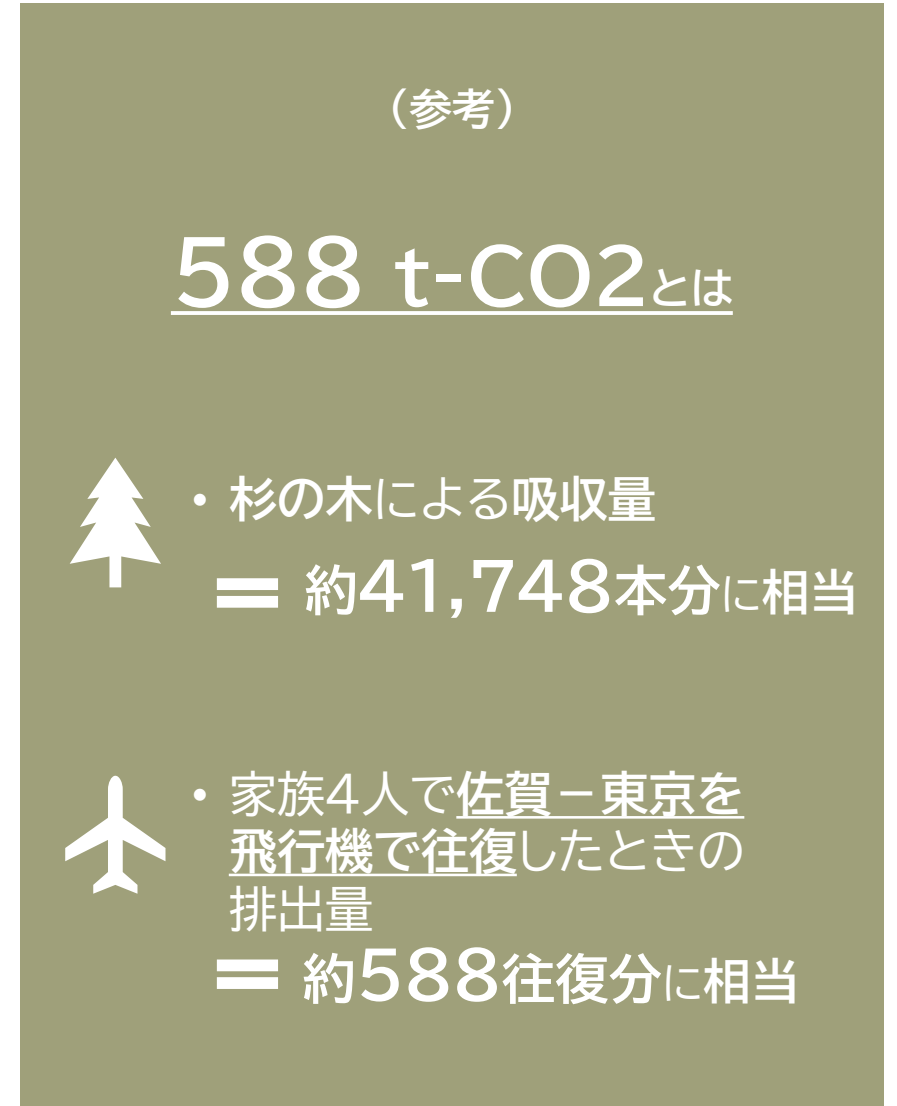 （参考）
588 t-CO2とは
・杉の木による吸収量
＝ 約41,748本分に相当
・家族4人で佐賀－東京を
飛行機で往復したときの
排出量
＝ 約588往復分に相当